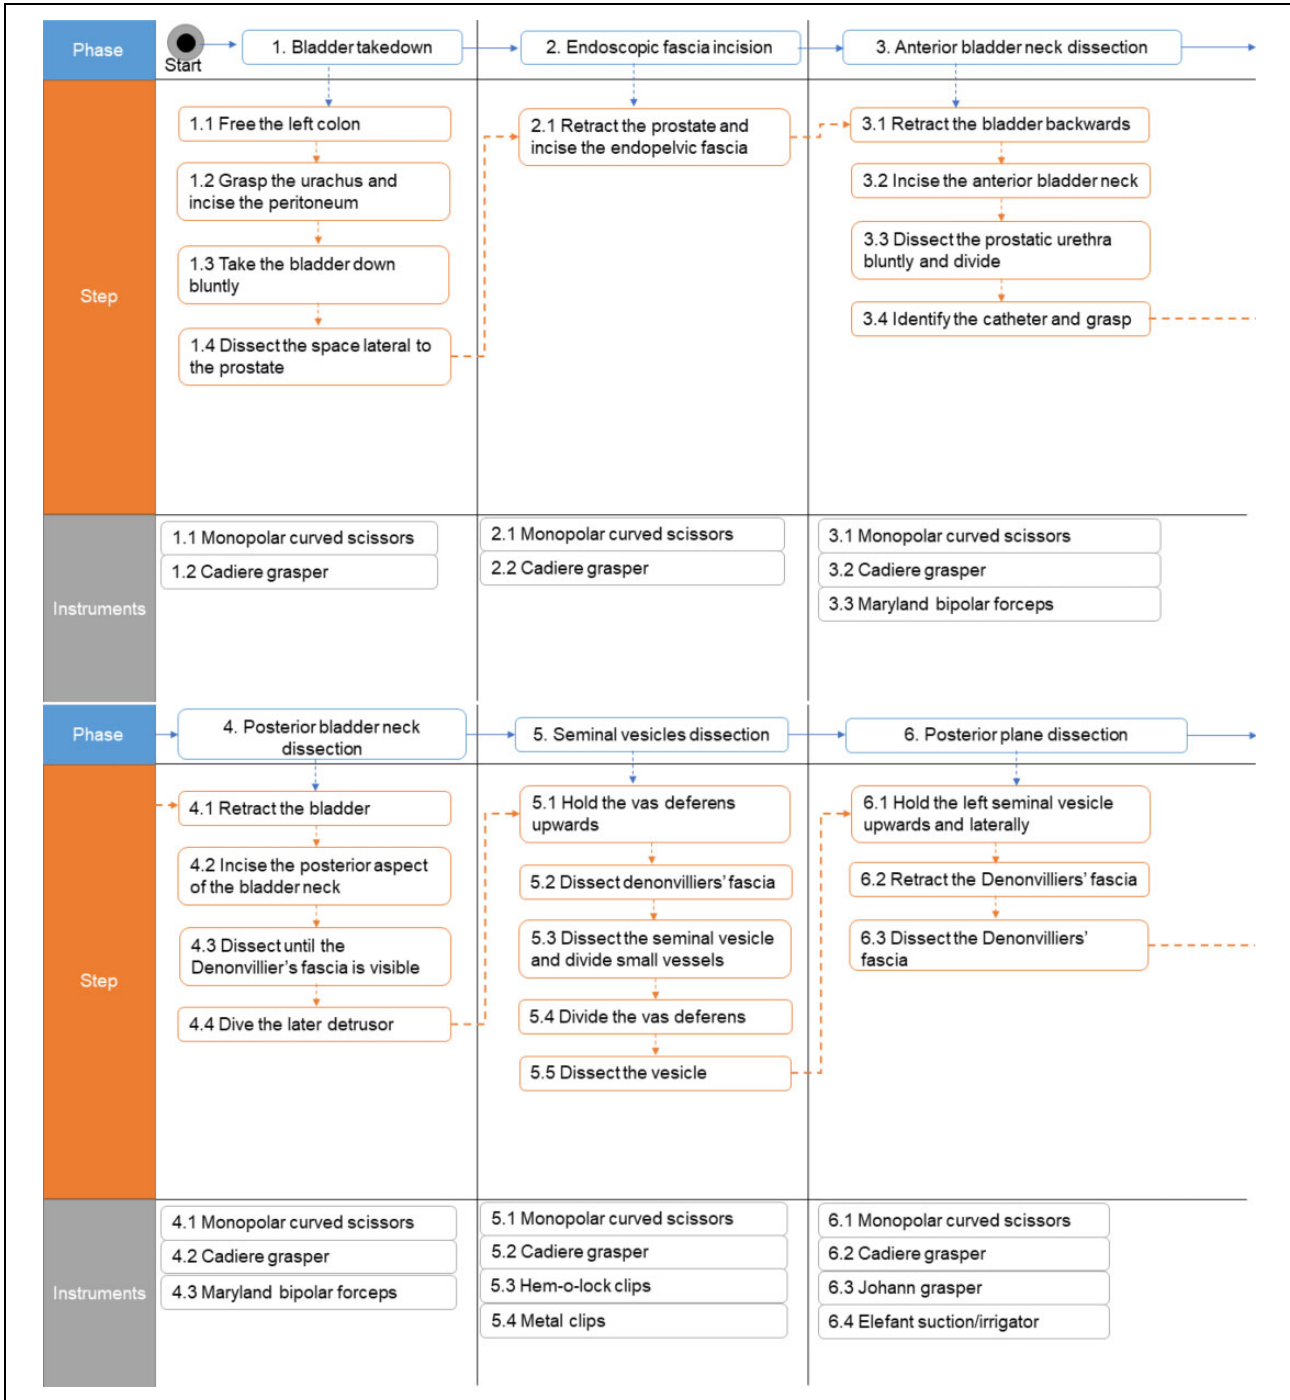 Phase
Start
1. Bladder takedown
2. Endoscopic fascia incision
3. Anterior bladder neck dissection
Step
1.1 Free the left colon
1.2 Grasp the urachus and
incise the peritoneum
1.3 Take the bladder down
bluntly
1.4 Dissect the space lateral to
the prostate
2.1 Retract the prostate and
incise the endopelvic fascia
3.1 Retract the bladder backwards
3.2 Incise the anterior bladder neck
3.3 Dissect the prostatic urethra
bluntly and divide
3.4 Identify the catheter and grasp
Instruments
1.1 Monopolar curved scissors
1.2 Cadiere grasper
2.1 Monopolar curved scissors
2.2 Cadiere grasper
3.1 Monopolar curved scissors
3.2 Cadiere grasper
3.3 Maryland bipolar forceps
Phase
4. Posterior bladder neck
dissection
5. Seminal vesicles dissection
6. Posterior plane dissection
Step
4.1 Retract the bladder
4.2 Incise the posterior aspect
of the bladder neck
4.3 Dissect until the
Denonvillier's fascia is visible
4.4 Dive the later detrusor
5.1 Hold the vas deferens
upwards
5.2 Dissect denonvilliers' fascia
5.3 Dissect the seminal vesicle
and divide small vessels
5.4 Divide the vas deferens
5.5 Dissect the vesicle
6.1 Hold the left seminal vesicle
upwards and laterally
6.2 Retract the Denonvilliers' fascia
6.3 Dissect the Denonvilliers'
fascia
Instruments
4.1 Monopolar curved scissors
4.2 Cadiere grasper
4.3 Maryland bipolar forceps
5.1 Monopolar curved scissors
5.2 Cadiere grasper
5.3 Hem-o-lock clips
5.4 Metal clips
6.1 Monopolar curved scissors
6.2 Cadiere grasper
6.3 Johann grasper
6.4 Elefant suction/irrigator